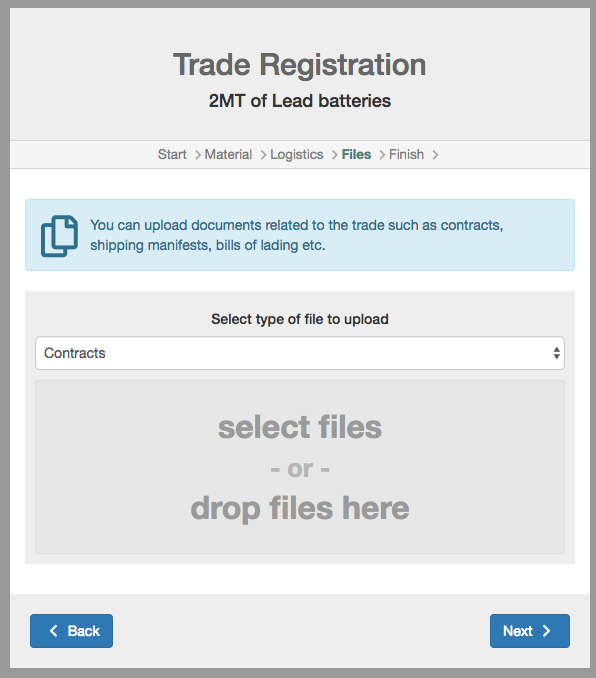 Trade Registration
2MT of Lead batteries
Start > Material > Logistics > Files > Finish >
You can upload documents related to the trade such as contracts,
shipping manifests, bills of lading etc.
Select type of file to upload
Contracts
select files
- or -
drop files here
Back Next